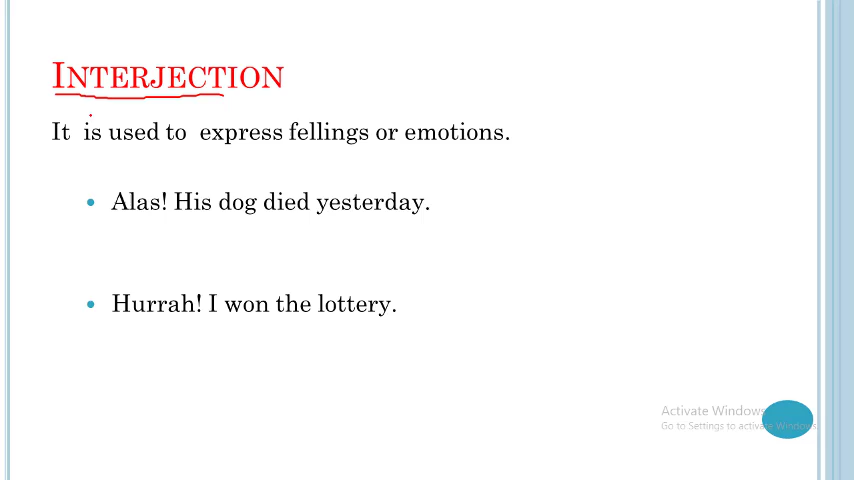 INTERJECTION
It is used to express fellings or emotions.
Alas! His dog died yesterday.
Hurrah! I won the lottery.
Activate Windows
Go to Settings to activate Windows.